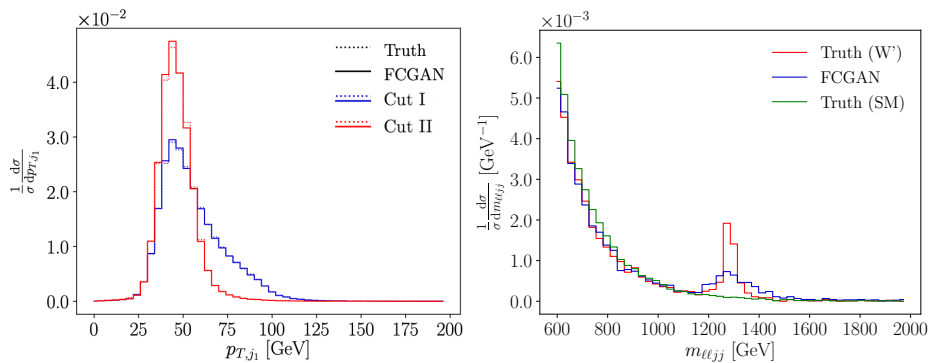 ×10⁻²
4.0
3.0
2.0
1.0
0.0
1/σ dσ/dp_{T,j₁}
Truth
FCGAN
Cut I
Cut II
0 25 50 75 100 125 150 175 200
p_{T,j₁} [GeV]
×10⁻³
6.0
5.0
4.0
3.0
2.0
1.0
0.0
1/σ dσ/dm_{ℓℓjj} [GeV⁻¹]
Truth (W')
FCGAN
Truth (SM)
600 800 1000 1200 1400 1600 1800 2000
m_{ℓℓjj} [GeV]